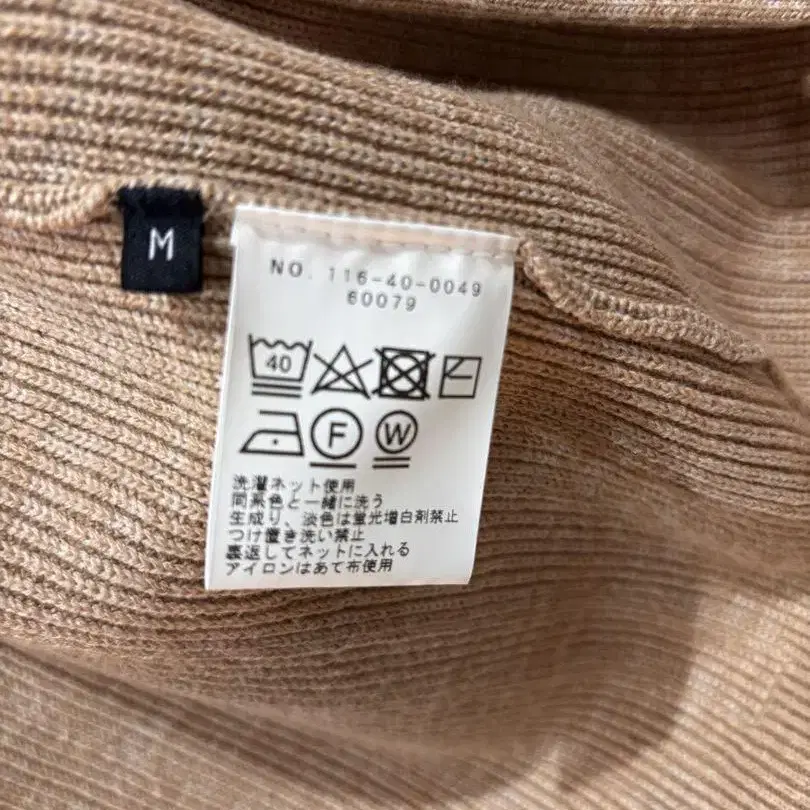 M
NO. 116-40-0049
60079
40
F W
洗濯ネット使用
同系色と一緒に洗う
生成り、淡色は蛍光増白剤禁止
つけ置き洗い禁止
裏返してネットに入れる
アイロンはあて布使用